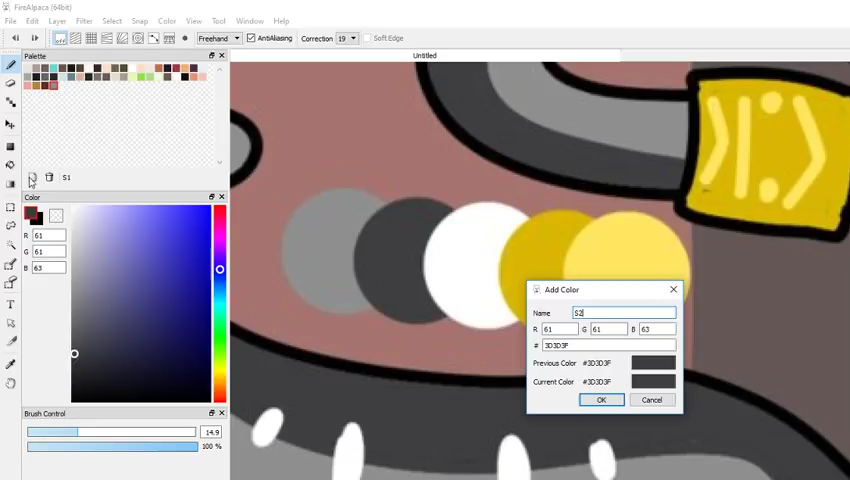 FireAlpaca (64bit)
File Edit View Layer Filter Select Snap Color View Tool Window Help
off Freehand AntiAliasing Correction 19 Soft Edge
Palette
Untitled
S1
Color
R 61
G 61
B 63
Add Color
Name S2
R 61 G 61 B 63
# 3D3D3F
Previous Color #3D3D3F
Current Color #3D3D3F
OK Cancel
Brush Control
14.9
100 %